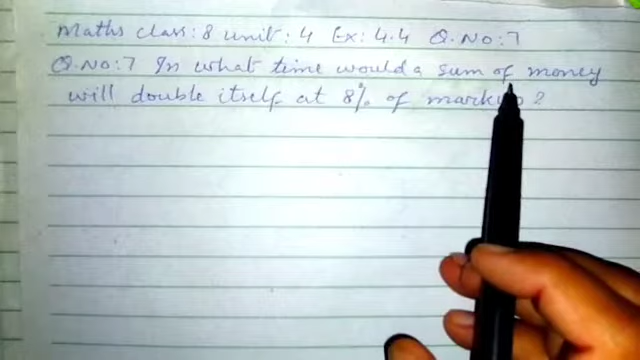 Maths class: 8 unit: 4 Ex: 4.4 Q.No: 7
Q.No: 7 In what time would a sum of money
will double itself at 8% of markup ?